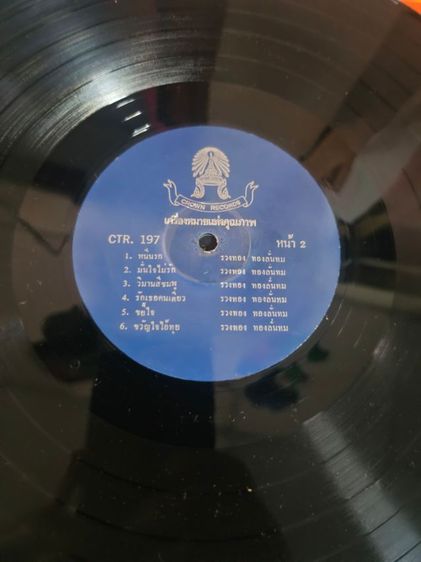 CROWN RECORDS
เครื่องหมายแห่งคุณภาพ
CTR. 197 หน้า 2
1. หนี้นรก รวงทอง ทองลั่นทม
2. มั่นใจไม่รัก รวงทอง ทองลั่นทม
3. วิมานสีชมพู รวงทอง ทองลั่นทม
4. รักเธอคนเดียว รวงทอง ทองลั่นทม
5. ขอใจ รวงทอง ทองลั่นทม
6. ขวัญใจไอ้ทุย รวงทอง ทองลั่นทม